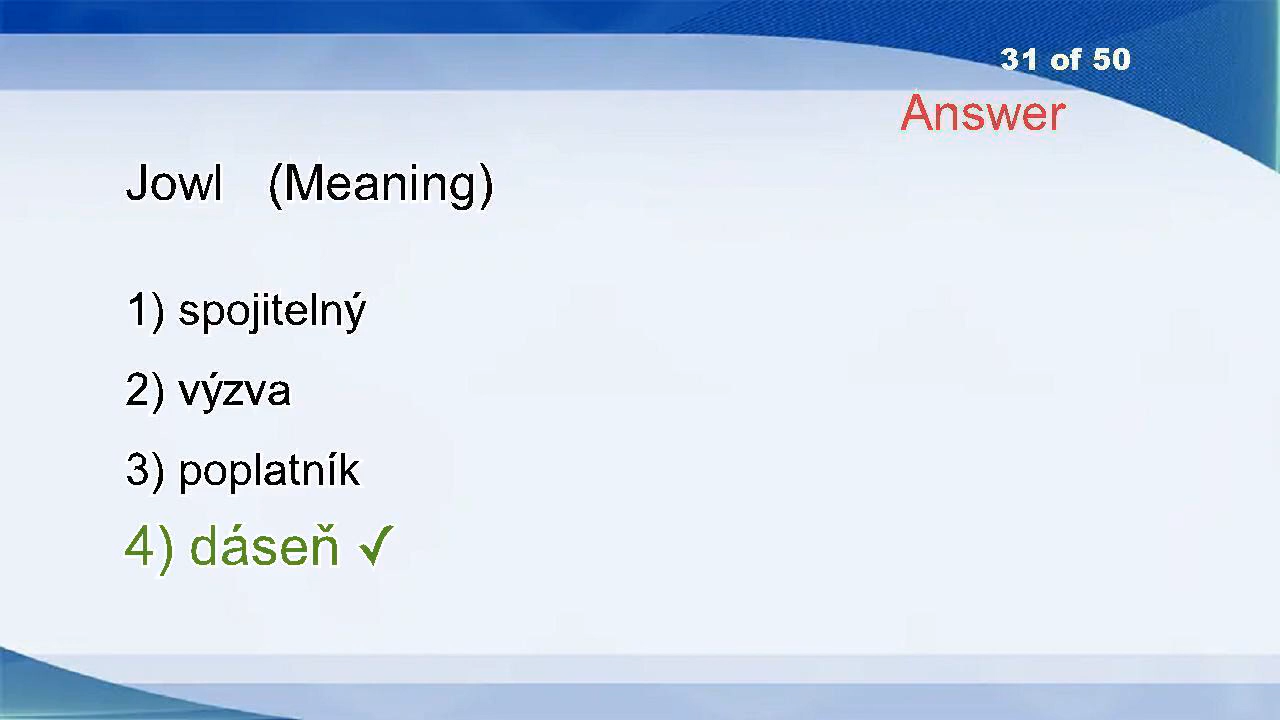 31 of 50
Answer
Jowl (Meaning)
1) spojitelný
2) výzva
3) poplatník
4) dáseň ✓